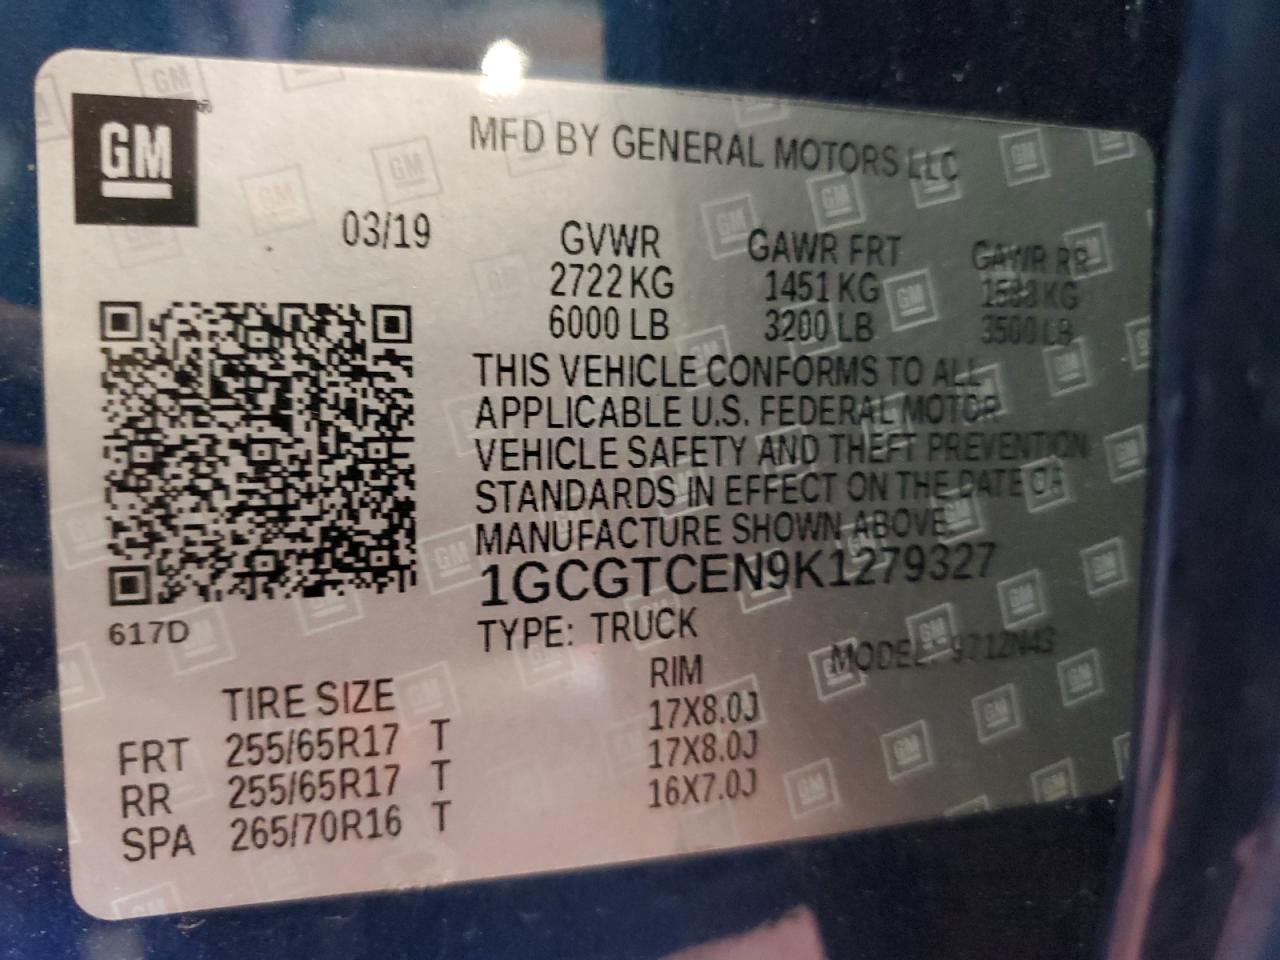 GM
MFD BY GENERAL MOTORS LLC
03/19 GVWR GAWR FRT GAWR RR
2722 KG 1451 KG 1588 KG
6000 LB 3200 LB 3500 LB
THIS VEHICLE CONFORMS TO ALL
APPLICABLE U.S. FEDERAL MOTOR
VEHICLE SAFETY AND THEFT PREVENTION
STANDARDS IN EFFECT ON THE DATE OF
MANUFACTURE SHOWN ABOVE.
1GCGTCEN9K1279327
617D
TYPE: TRUCK MODEL:
TIRE SIZE RIM
FRT 255/65R17 T 17X8.0J
RR 255/65R17 T 17X8.0J
SPA 265/70R16 T 16X7.0J